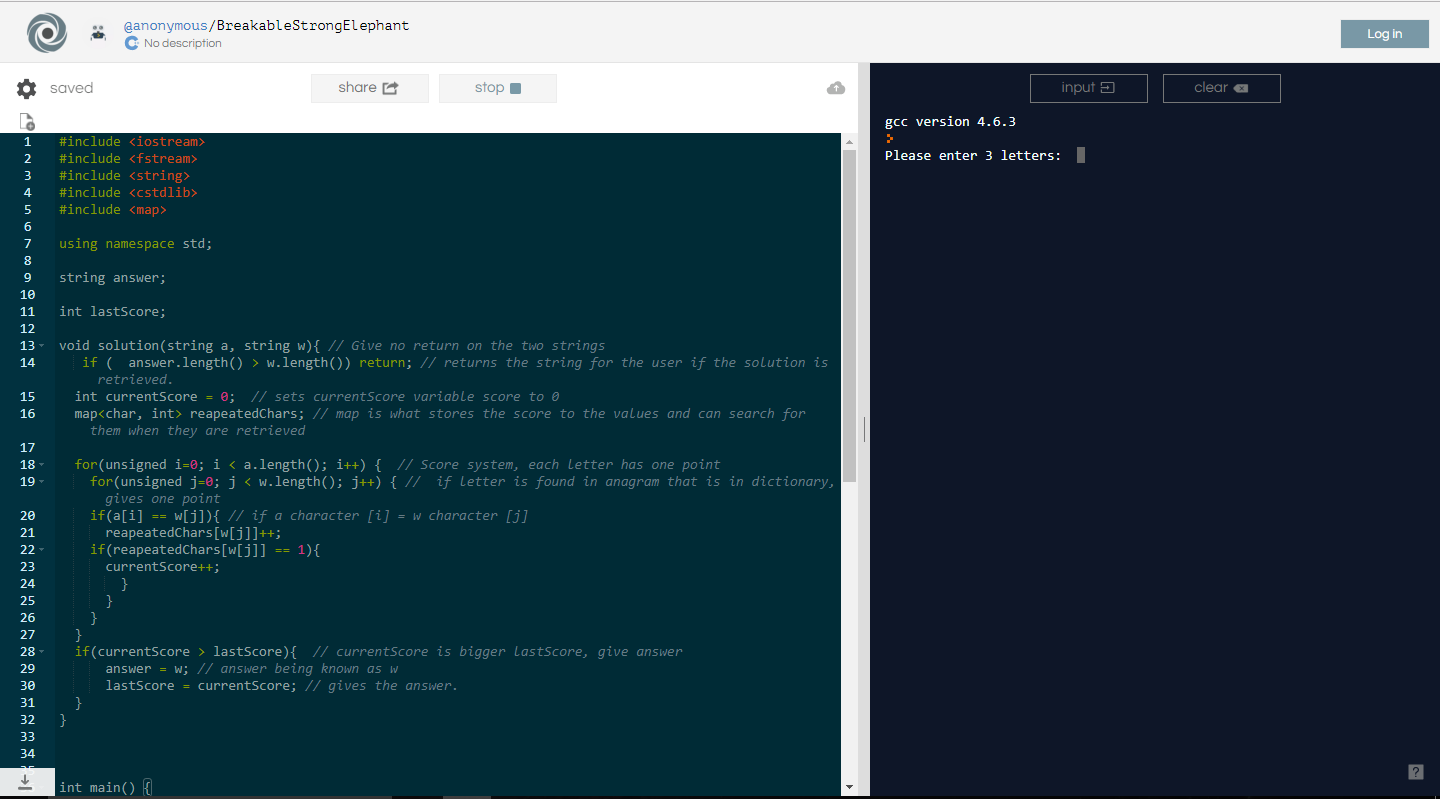 @anonymous/BreakableStrongElephant
No description
Log in
saved
share
stop
input
clear
gcc version 4.6.3
Please enter 3 letters:
1 #include <iostream>
2 #include <fstream>
3 #include <string>
4 #include <cstdlib>
5 #include <map>
6
7 using namespace std;
8
9 string answer;
10
11 int lastScore;
12
13 void solution(string a, string w){ // Give no return on the two strings
14 if (  answer.length() > w.length()) return; // returns the string for the user if the solution is
retrieved.
15 int currentScore = 0;  // sets currentScore variable score to 0
16 map<char, int> reapeatedChars; // map is what stores the score to the values and can search for
them when they are retrieved
17
18 for(unsigned i=0; i < a.length(); i++) {  // Score system, each letter has one point
19 for(unsigned j=0; j < w.length(); j++) { //  if letter is found in anagram that is in dictionary,
gives one point
20 if(a[i] == w[j]){ // if a character [i] = w character [j]
21 reapeatedChars[w[j]]++;
22 if(reapeatedChars[w[j]] == 1){
23 currentScore++;
24 }
25 }
26 }
27 }
28 if(currentScore > lastScore){  // currentScore is bigger lastScore, give answer
29 answer = w; // answer being known as w
30 lastScore = currentScore; // gives the answer.
31 }
32 }
33
34
35
int main() {
?